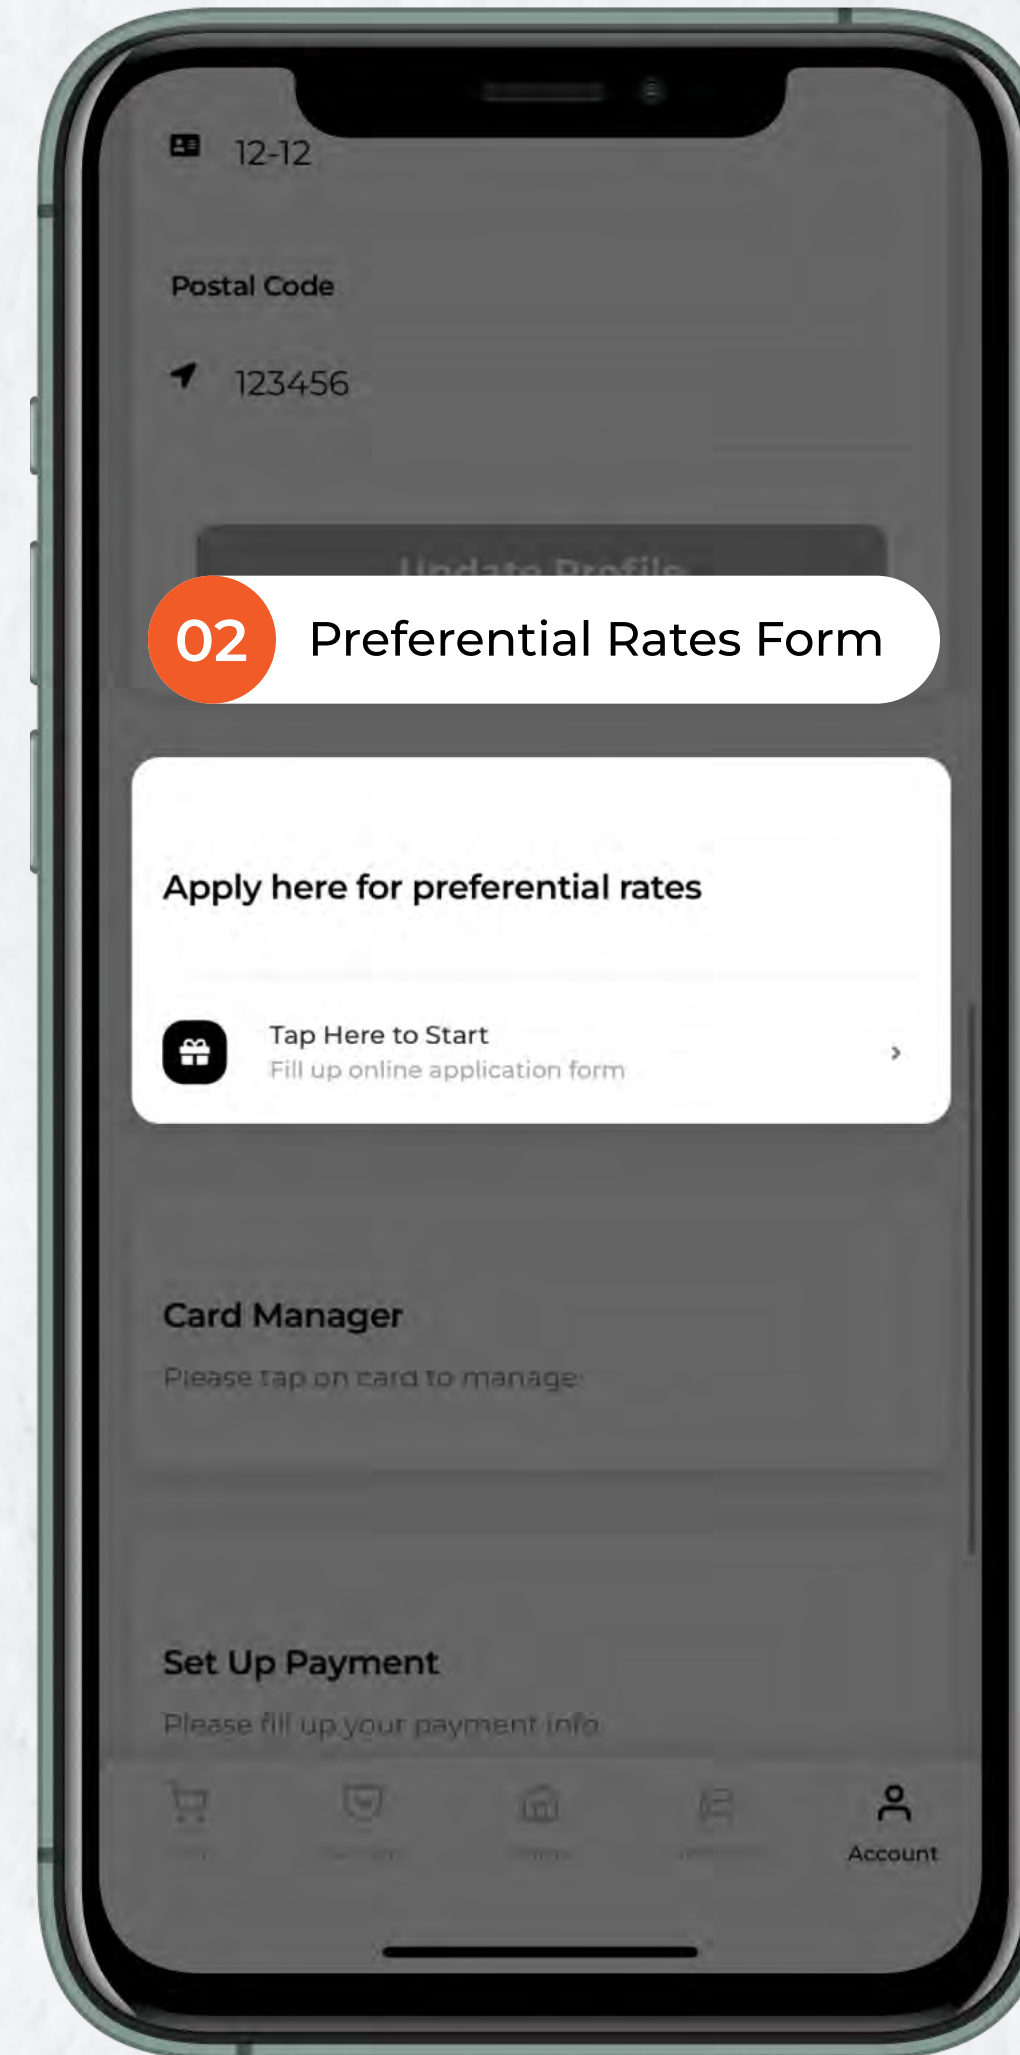 12-12
Postal Code
123456
Update Profile
02 Preferential Rates Form
Apply here for preferential rates
Tap Here to Start
Fill up online application form
Card Manager
Please tap on card to manage
Set Up Payment
Please fill up your payment info
Account